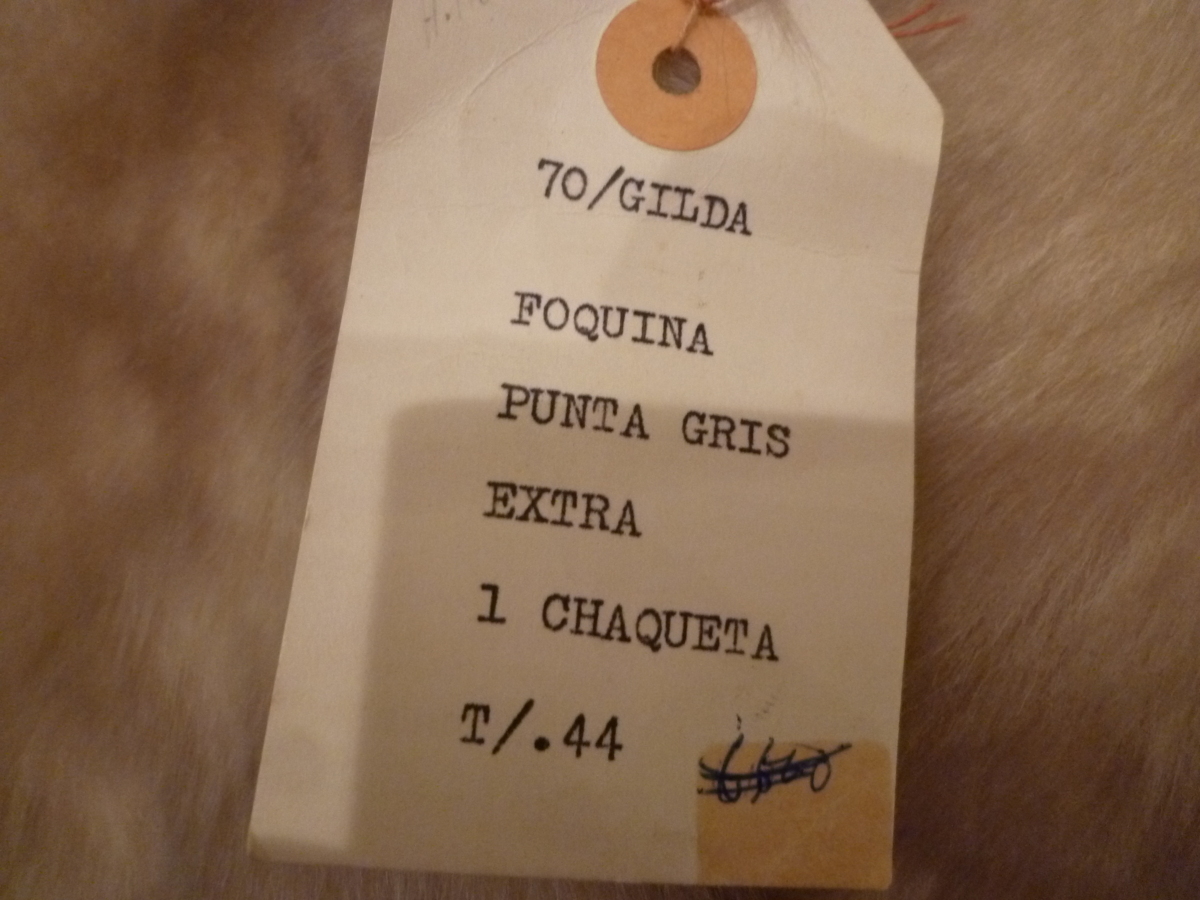 70/GILDA
FOQUINA
PUNTA GRIS
EXTRA
1 CHAQUETA
T/.44